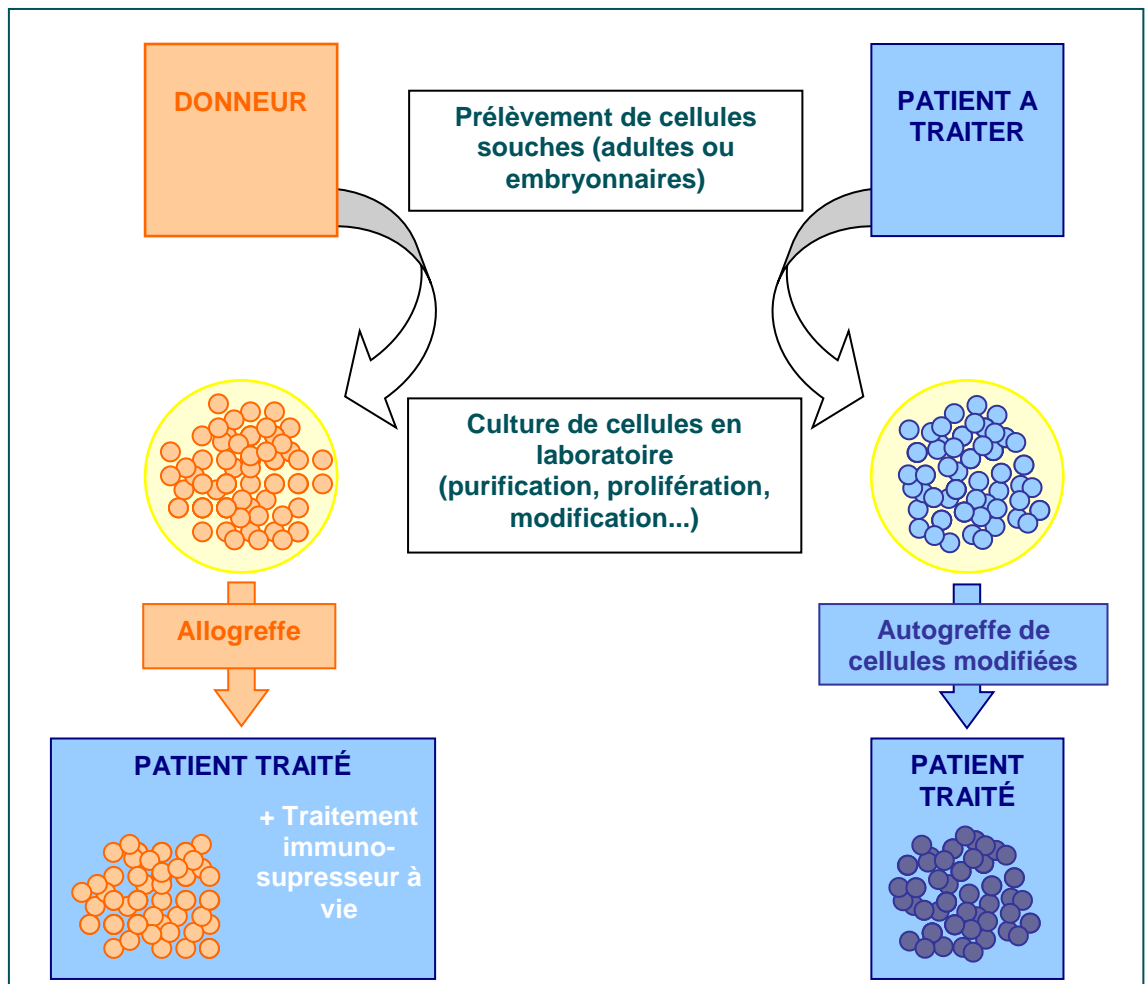 DONNEUR
Prélèvement de cellules
souches (adultes ou
embryonnaires)
PATIENT A
TRAITER
Culture de cellules en
laboratoire
(purification, prolifération,
modification...)
Allogreffe
Autogreffe de
cellules modifiées
PATIENT TRAITÉ
+ Traitement
immuno-
supresseur à
vie
PATIENT
TRAITÉ